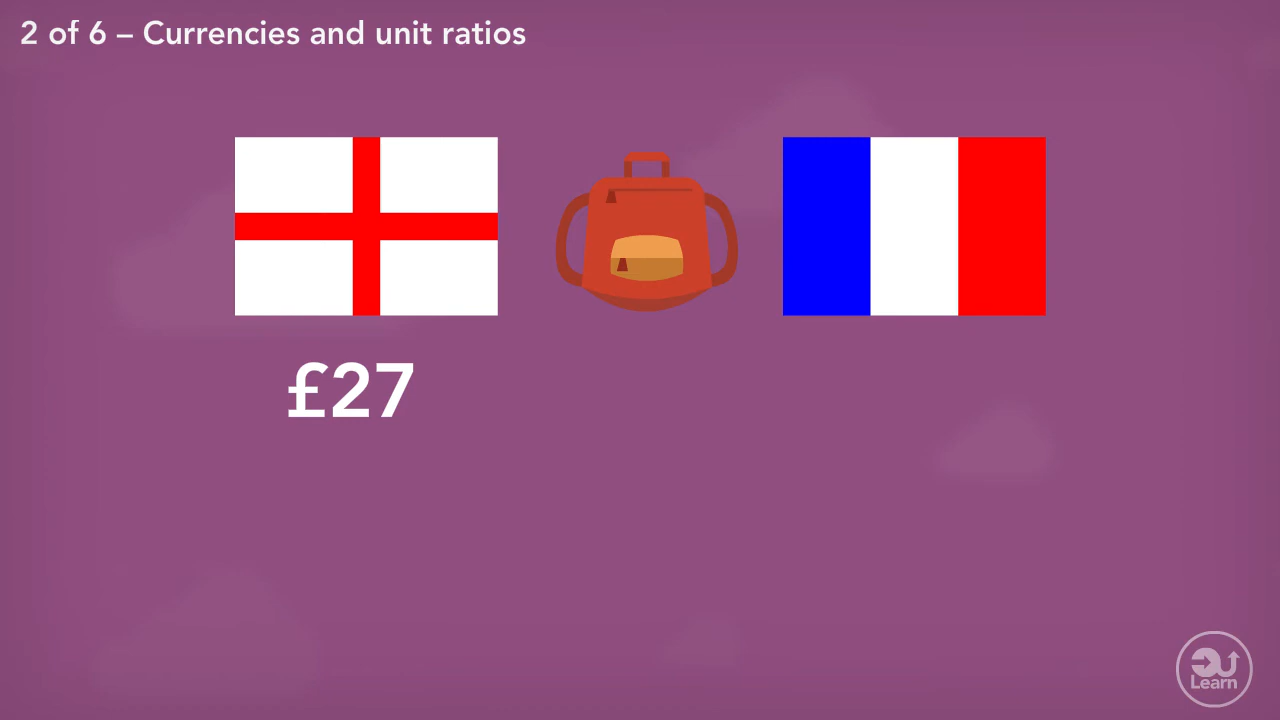 2 of 6 – Currencies and unit ratios
£27
Learn